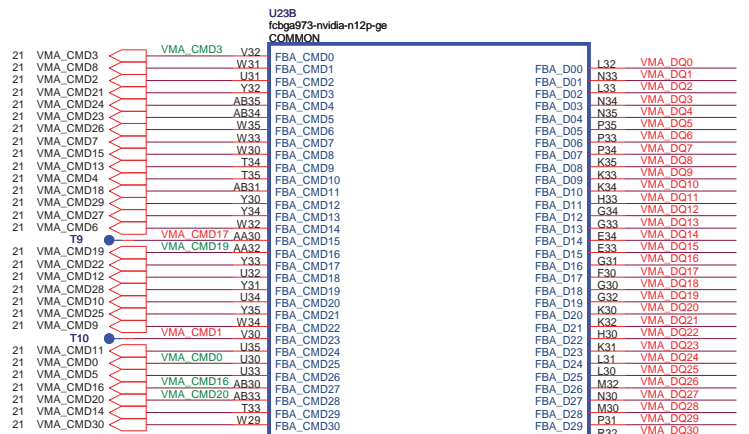 U23B
fcbga973-nvidia-n12p-ge
COMMON
21 VMA_CMD3 VMA_CMD3 V32 FBA_CMD0
21 VMA_CMD8 W31 FBA_CMD1 FBA_D00 L32 VMA_DQ0
21 VMA_CMD2 U31 FBA_CMD2 FBA_D01 N33 VMA_DQ1
21 VMA_CMD21 Y32 FBA_CMD3 FBA_D02 L33 VMA_DQ2
21 VMA_CMD24 AB35 FBA_CMD4 FBA_D03 N34 VMA_DQ3
21 VMA_CMD23 AB34 FBA_CMD5 FBA_D04 N35 VMA_DQ4
21 VMA_CMD26 W35 FBA_CMD6 FBA_D05 P35 VMA_DQ5
21 VMA_CMD7 W33 FBA_CMD7 FBA_D06 P33 VMA_DQ6
21 VMA_CMD15 W30 FBA_CMD8 FBA_D07 P34 VMA_DQ7
21 VMA_CMD13 T34 FBA_CMD9 FBA_D08 K35 VMA_DQ8
21 VMA_CMD4 T35 FBA_CMD10 FBA_D09 K33 VMA_DQ9
21 VMA_CMD18 AB31 FBA_CMD11 FBA_D10 K34 VMA_DQ10
21 VMA_CMD29 Y30 FBA_CMD12 FBA_D11 H33 VMA_DQ11
21 VMA_CMD27 Y34 FBA_CMD13 FBA_D12 G34 VMA_DQ12
21 VMA_CMD6 W32 FBA_CMD14 FBA_D13 G33 VMA_DQ13
T9 VMA_CMD17 AA30 FBA_CMD15 FBA_D14 E34 VMA_DQ14
21 VMA_CMD19 VMA_CMD19 AA32 FBA_CMD16 FBA_D15 E33 VMA_DQ15
21 VMA_CMD22 Y33 FBA_CMD17 FBA_D16 G31 VMA_DQ16
21 VMA_CMD12 U32 FBA_CMD18 FBA_D17 F30 VMA_DQ17
21 VMA_CMD28 Y31 FBA_CMD19 FBA_D18 G30 VMA_DQ18
21 VMA_CMD10 U34 FBA_CMD20 FBA_D19 G32 VMA_DQ19
21 VMA_CMD25 Y35 FBA_CMD21 FBA_D20 K30 VMA_DQ20
21 VMA_CMD9 W34 FBA_CMD22 FBA_D21 K32 VMA_DQ21
T10 VMA_CMD1 V30 FBA_CMD23 FBA_D22 H30 VMA_DQ22
21 VMA_CMD11 U35 FBA_CMD24 FBA_D23 K31 VMA_DQ23
21 VMA_CMD0 VMA_CMD0 U30 FBA_CMD25 FBA_D24 L31 VMA_DQ24
21 VMA_CMD5 U33 FBA_CMD26 FBA_D25 L30 VMA_DQ25
21 VMA_CMD16 VMA_CMD16 AB30 FBA_CMD27 FBA_D26 M32 VMA_DQ26
21 VMA_CMD20 VMA_CMD20 AB33 FBA_CMD28 FBA_D27 N30 VMA_DQ27
21 VMA_CMD14 T33 FBA_CMD29 FBA_D28 M30 VMA_DQ28
21 VMA_CMD30 W29 FBA_CMD30 FBA_D29 P31 VMA_DQ29
VMA_DQ30